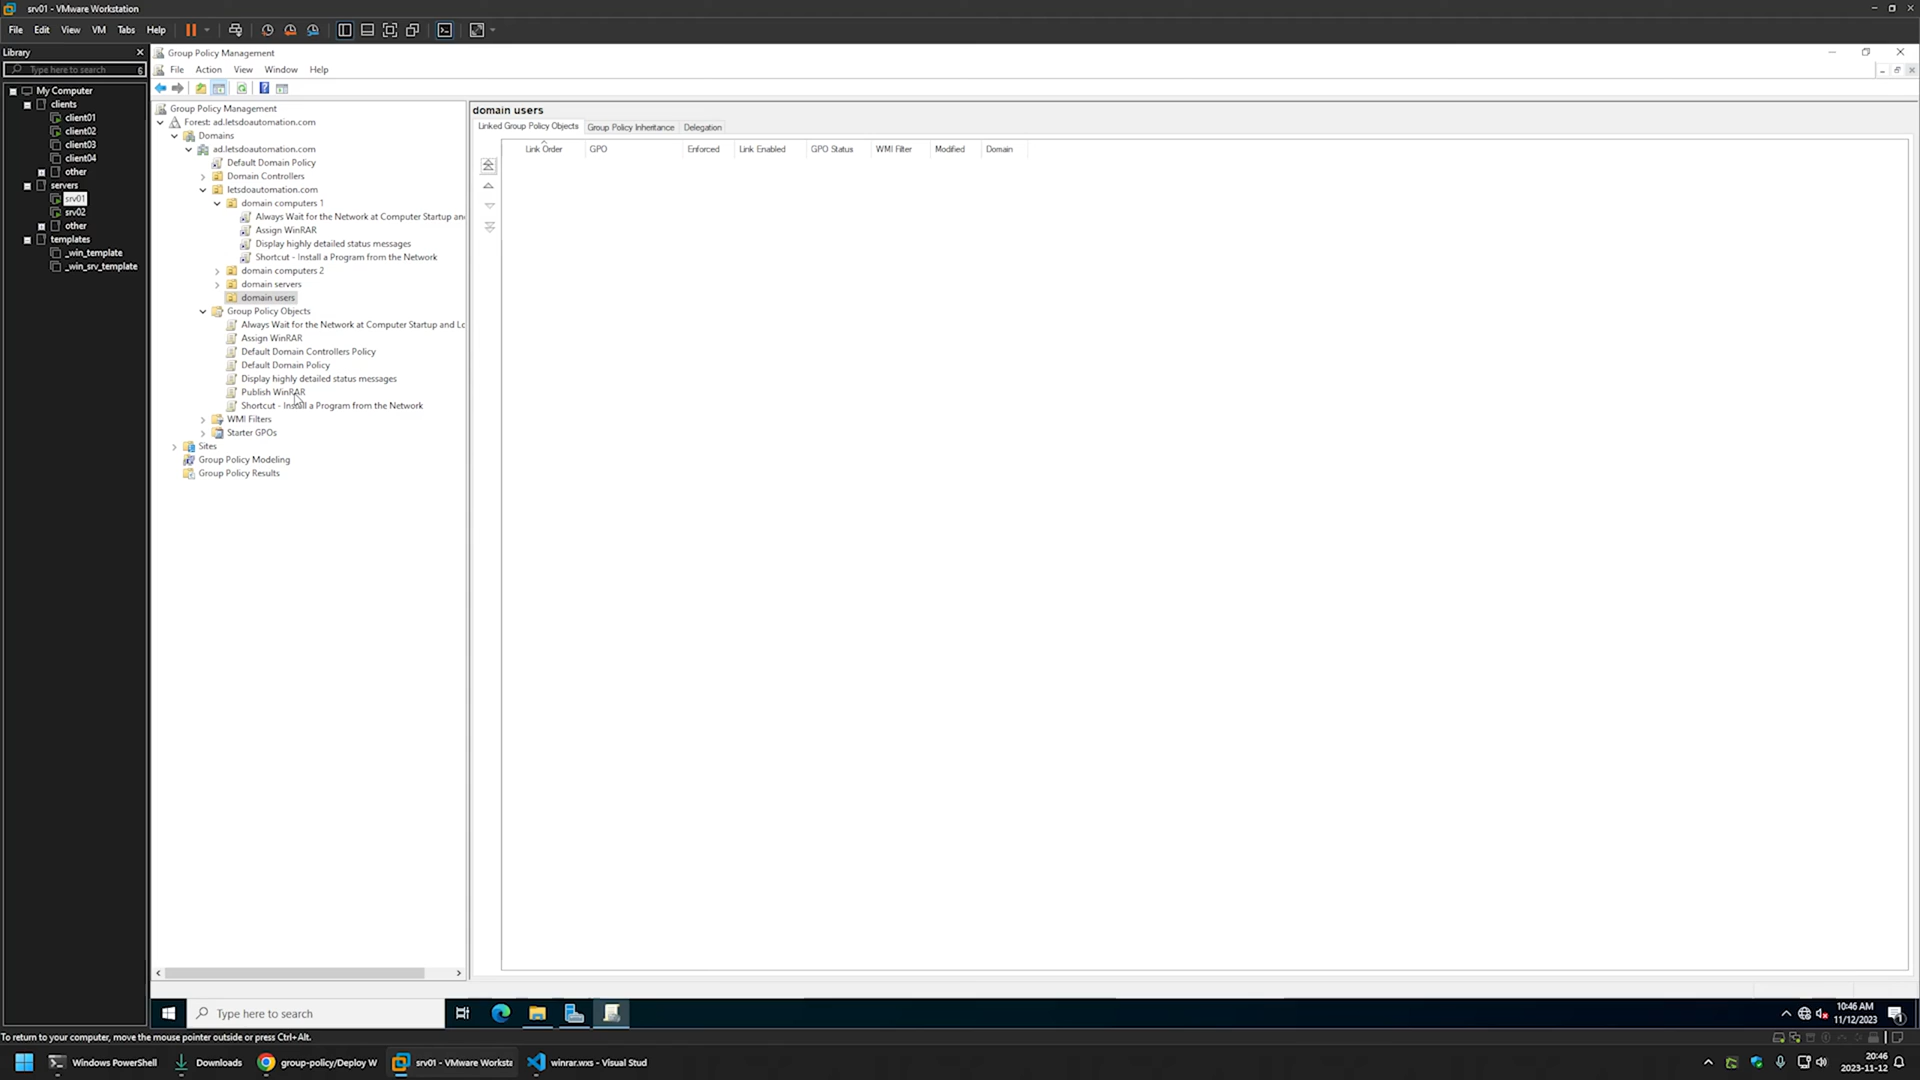 srv01 - VMware Workstation
File Edit View VM Tabs Help
Library
Type here to search
My Computer
clients
client01
client02
client03
client04
other
servers
srv01
srv02
other
templates
_win_template
_win_srv_template
Group Policy Management
File Action View Window Help
Group Policy Management
Forest: ad.letsdoautomation.com
Domains
ad.letsdoautomation.com
Default Domain Policy
Domain Controllers
letsdoautomation.com
domain computers 1
Always Wait for the Network at Computer Startup an
Assign WinRAR
Display highly detailed status messages
Shortcut - Install a Program from the Network
domain computers 2
domain servers
domain users
Group Policy Objects
Always Wait for the Network at Computer Startup and Lo
Assign WinRAR
Default Domain Controllers Policy
Default Domain Policy
Display highly detailed status messages
Publish WinRAR
Shortcut - Install a Program from the Network
WMI Filters
Starter GPOs
Sites
Group Policy Modeling
Group Policy Results
domain users
Linked Group Policy Objects Group Policy Inheritance Delegation
Link Order GPO Enforced Link Enabled GPO Status WMI Filter Modified Domain
Type here to search
10:46 AM
11/12/2023
To return to your computer, move the mouse pointer outside or press Ctrl+Alt.
Windows PowerShell Downloads group-policy/Deploy W srv01 - VMware Worksta winrar.wxs - Visual Stud
20:46
2023-11-12